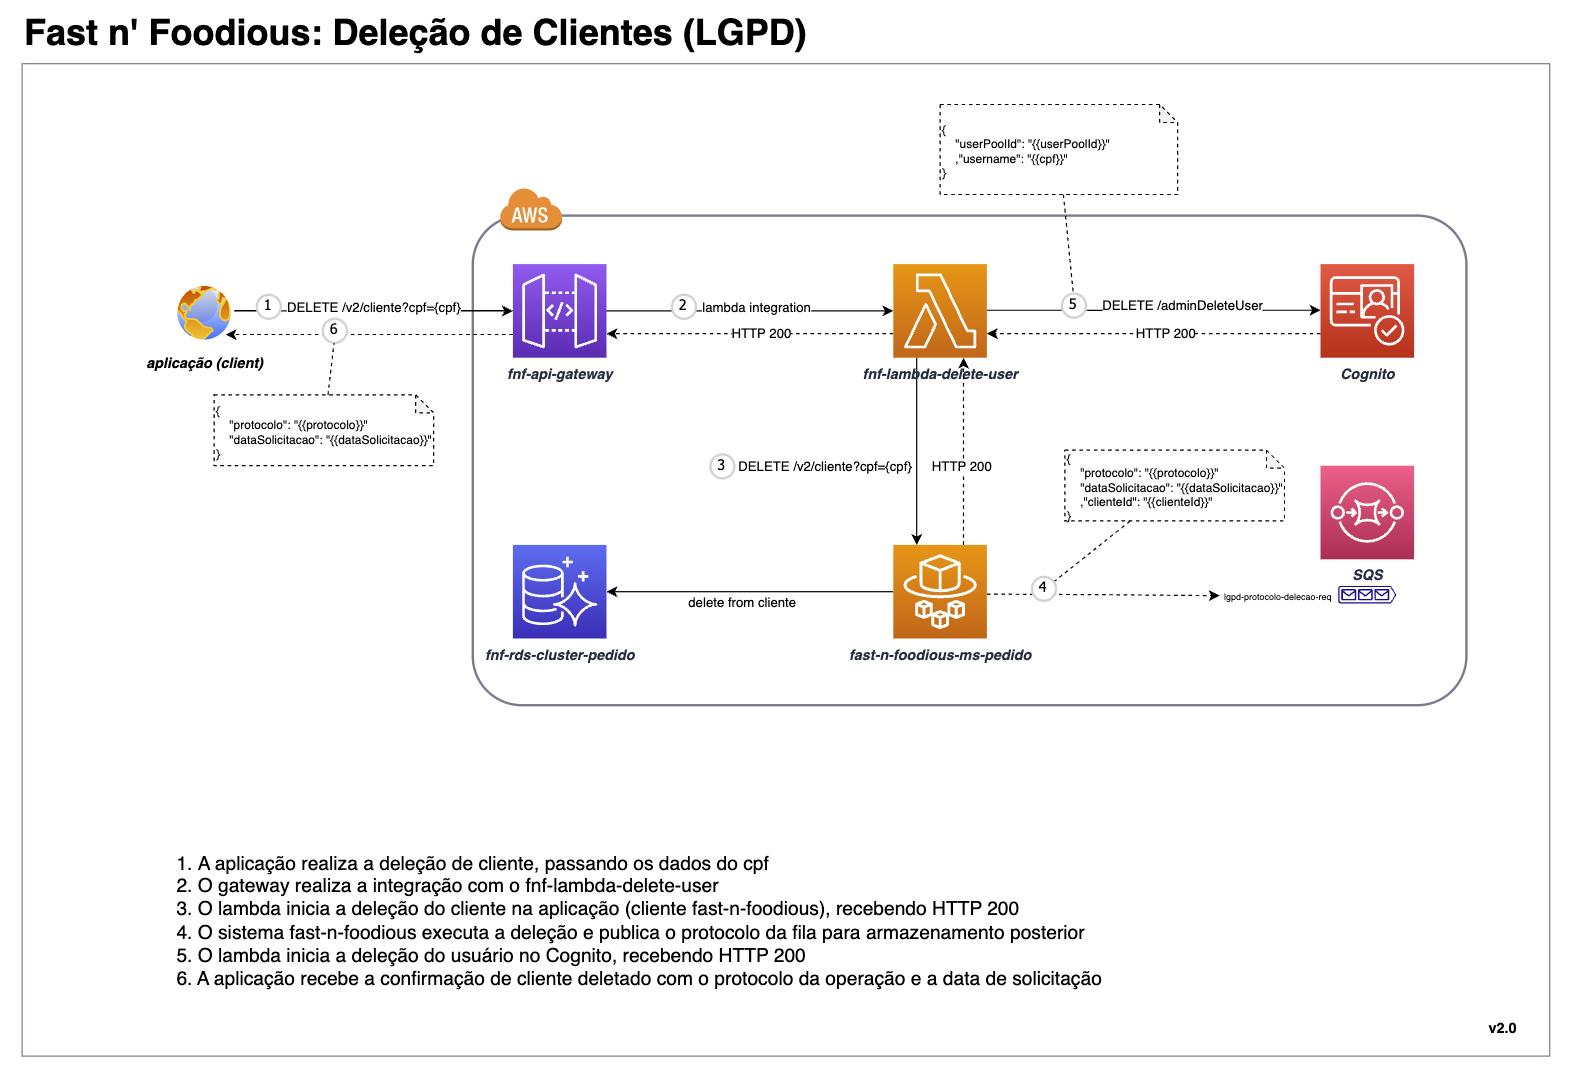 Fast n' Foodious: Deleção de Clientes (LGPD)
{
"userPoolId": "{{userPoolId}}"
,"username": "{{cpf}}"
}
AWS
1
DELETE /v2/cliente?cpf={cpf}
2
lambda integration
5
DELETE /adminDeleteUser
6
HTTP 200
HTTP 200
aplicação (client)
fnf-api-gateway
fnf-lambda-delete-user
Cognito
{
"protocolo": "{{protocolo}}"
"dataSolicitacao": "{{dataSolicitacao}}"
}
3
DELETE /v2/cliente?cpf={cpf}
HTTP 200
{
"protocolo": "{{protocolo}}"
"dataSolicitacao": "{{dataSolicitacao}}"
,"clienteId": "{{clienteId}}"
}
SQS
4
lgpd-protocolo-delecao-req
delete from cliente
fnf-rds-cluster-pedido
fast-n-foodious-ms-pedido
1. A aplicação realiza a deleção de cliente, passando os dados do cpf
2. O gateway realiza a integração com o fnf-lambda-delete-user
3. O lambda inicia a deleção do cliente na aplicação (cliente fast-n-foodious), recebendo HTTP 200
4. O sistema fast-n-foodious executa a deleção e publica o protocolo da fila para armazenamento posterior
5. O lambda inicia a deleção do usuário no Cognito, recebendo HTTP 200
6. A aplicação recebe a confirmação de cliente deletado com o protocolo da operação e a data de solicitação
v2.0